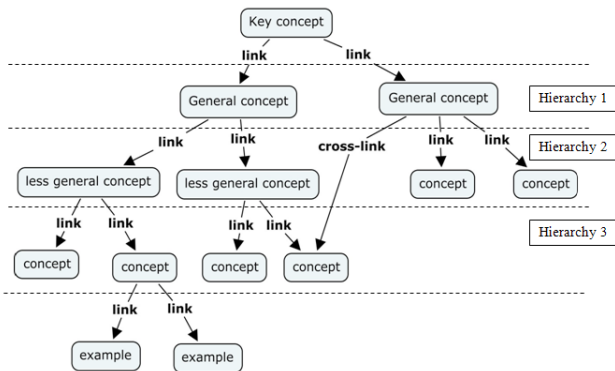 Key concept
link
link
General concept
General concept
Hierarchy 1
link
link
cross-link
link
link
Hierarchy 2
less general concept
less general concept
concept
concept
link
link
link
link
Hierarchy 3
concept
concept
concept
concept
link
link
example
example